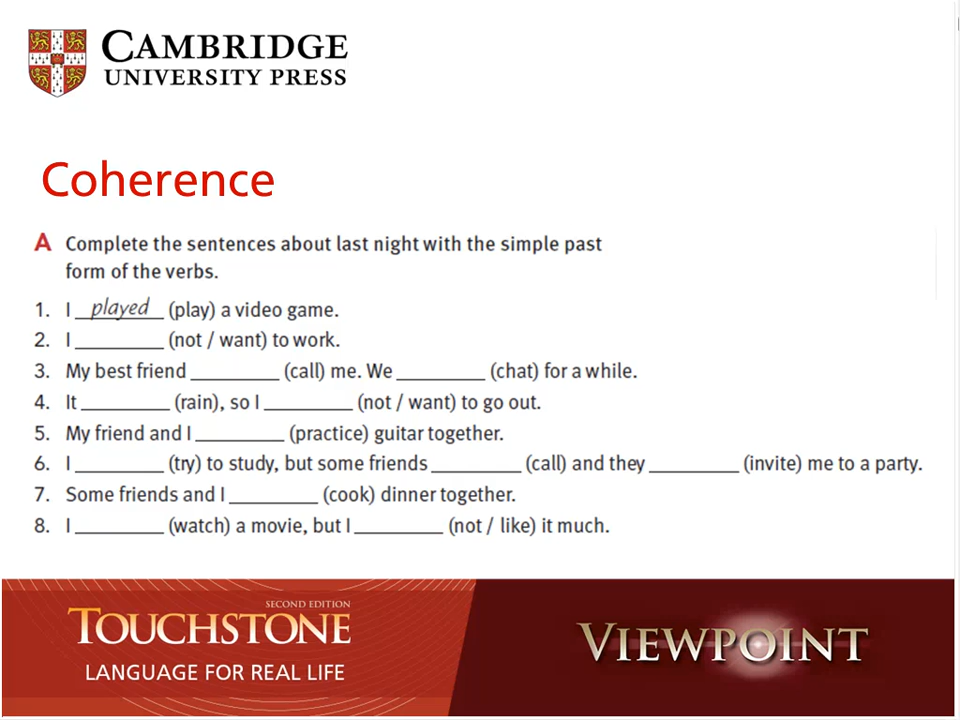 CAMBRIDGE
UNIVERSITY PRESS
Coherence
A Complete the sentences about last night with the simple past
form of the verbs.
1. I played (play) a video game.
2. I _________ (not / want) to work.
3. My best friend _________ (call) me. We _________ (chat) for a while.
4. It _________ (rain), so I _________ (not / want) to go out.
5. My friend and I _________ (practice) guitar together.
6. I _________ (try) to study, but some friends _________ (call) and they _________ (invite) me to a party.
7. Some friends and I _________ (cook) dinner together.
8. I _________ (watch) a movie, but I _________ (not / like) it much.
SECOND EDITION
TOUCHSTONE
LANGUAGE FOR REAL LIFE
VIEWPOINT